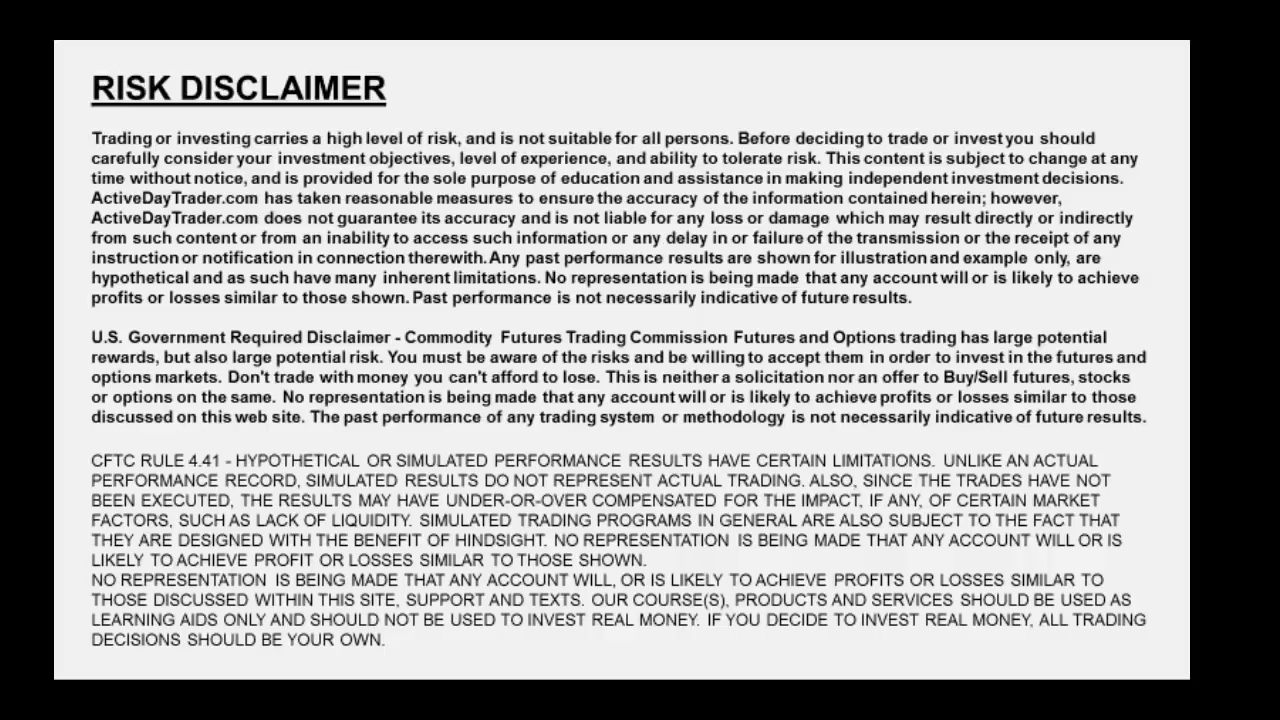 RISK DISCLAIMER
Trading or investing carries a high level of risk, and is not suitable for all persons. Before deciding to trade or invest you should
carefully consider your investment objectives, level of experience, and ability to tolerate risk. This content is subject to change at any
time without notice, and is provided for the sole purpose of education and assistance in making independent investment decisions.
ActiveDayTrader.com has taken reasonable measures to ensure the accuracy of the information contained herein; however,
ActiveDayTrader.com does not guarantee its accuracy and is not liable for any loss or damage which may result directly or indirectly
from such content or from an inability to access such information or any delay in or failure of the transmission or the receipt of any
instruction or notification in connection therewith. Any past performance results are shown for illustration and example only, are
hypothetical and as such have many inherent limitations. No representation is being made that any account will or is likely to achieve
profits or losses similar to those shown. Past performance is not necessarily indicative of future results.
U.S. Government Required Disclaimer - Commodity Futures Trading Commission Futures and Options trading has large potential
rewards, but also large potential risk. You must be aware of the risks and be willing to accept them in order to invest in the futures and
options markets. Don't trade with money you can't afford to lose. This is neither a solicitation nor an offer to Buy/Sell futures, stocks
or options on the same. No representation is being made that any account will or is likely to achieve profits or losses similar to those
discussed on this web site. The past performance of any trading system or methodology is not necessarily indicative of future results.
CFTC RULE 4.41 - HYPOTHETICAL OR SIMULATED PERFORMANCE RESULTS HAVE CERTAIN LIMITATIONS. UNLIKE AN ACTUAL
PERFORMANCE RECORD, SIMULATED RESULTS DO NOT REPRESENT ACTUAL TRADING. ALSO, SINCE THE TRADES HAVE NOT
BEEN EXECUTED, THE RESULTS MAY HAVE UNDER-OR-OVER COMPENSATED FOR THE IMPACT, IF ANY, OF CERTAIN MARKET
FACTORS, SUCH AS LACK OF LIQUIDITY. SIMULATED TRADING PROGRAMS IN GENERAL ARE ALSO SUBJECT TO THE FACT THAT
THEY ARE DESIGNED WITH THE BENEFIT OF HINDSIGHT. NO REPRESENTATION IS BEING MADE THAT ANY ACCOUNT WILL OR IS
LIKELY TO ACHIEVE PROFIT OR LOSSES SIMILAR TO THOSE SHOWN.
NO REPRESENTATION IS BEING MADE THAT ANY ACCOUNT WILL, OR IS LIKELY TO ACHIEVE PROFITS OR LOSSES SIMILAR TO
THOSE DISCUSSED WITHIN THIS SITE, SUPPORT AND TEXTS. OUR COURSE(S), PRODUCTS AND SERVICES SHOULD BE USED AS
LEARNING AIDS ONLY AND SHOULD NOT BE USED TO INVEST REAL MONEY. IF YOU DECIDE TO INVEST REAL MONEY, ALL TRADING
DECISIONS SHOULD BE YOUR OWN.